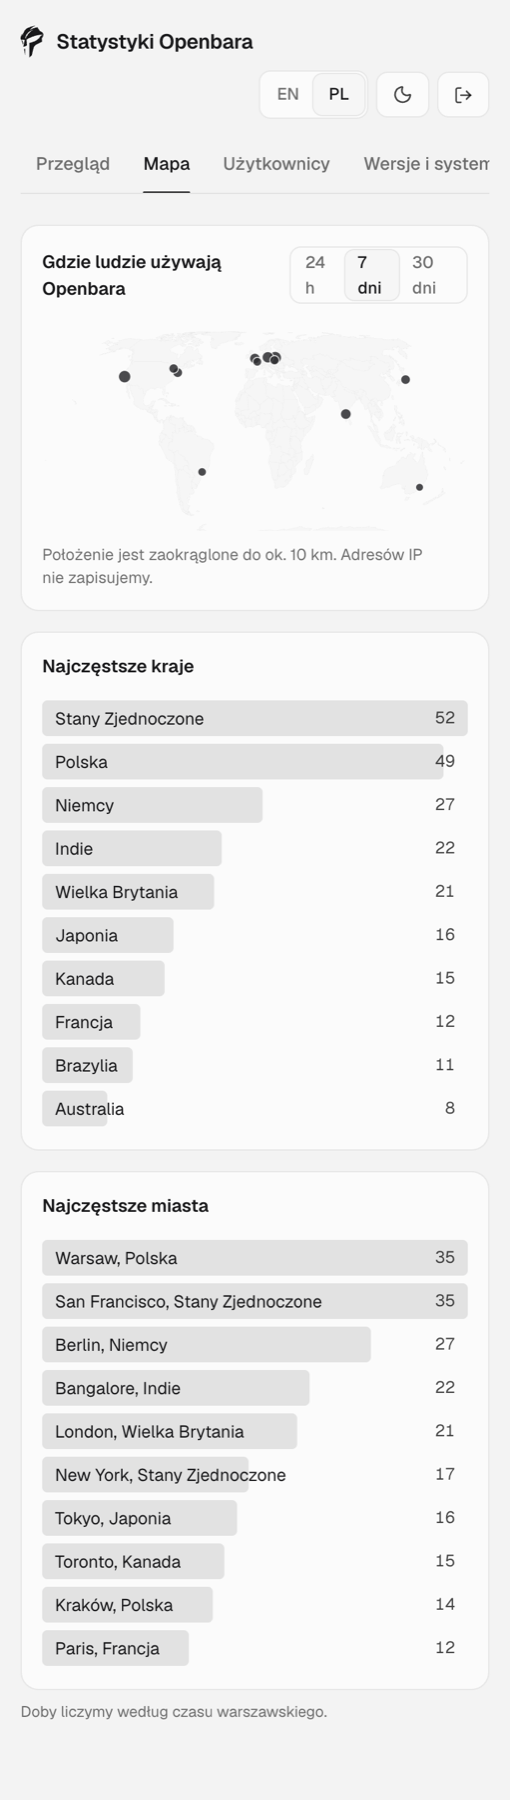 Statystyki Openbara
EN PL
Przegląd Mapa Użytkownicy Wersje i system
Gdzie ludzie używają
Openbara
24
h
7
dni
30
dni
Położenie jest zaokrąglone do ok. 10 km. Adresów IP
nie zapisujemy.
Najczęstsze kraje
Stany Zjednoczone 52
Polska 49
Niemcy 27
Indie 22
Wielka Brytania 21
Japonia 16
Kanada 15
Francja 12
Brazylia 11
Australia 8
Najczęstsze miasta
Warsaw, Polska 35
San Francisco, Stany Zjednoczone 35
Berlin, Niemcy 27
Bangalore, Indie 22
London, Wielka Brytania 21
New York, Stany Zjednoczone 17
Tokyo, Japonia 16
Toronto, Kanada 15
Kraków, Polska 14
Paris, Francja 12
Doby liczymy według czasu warszawskiego.